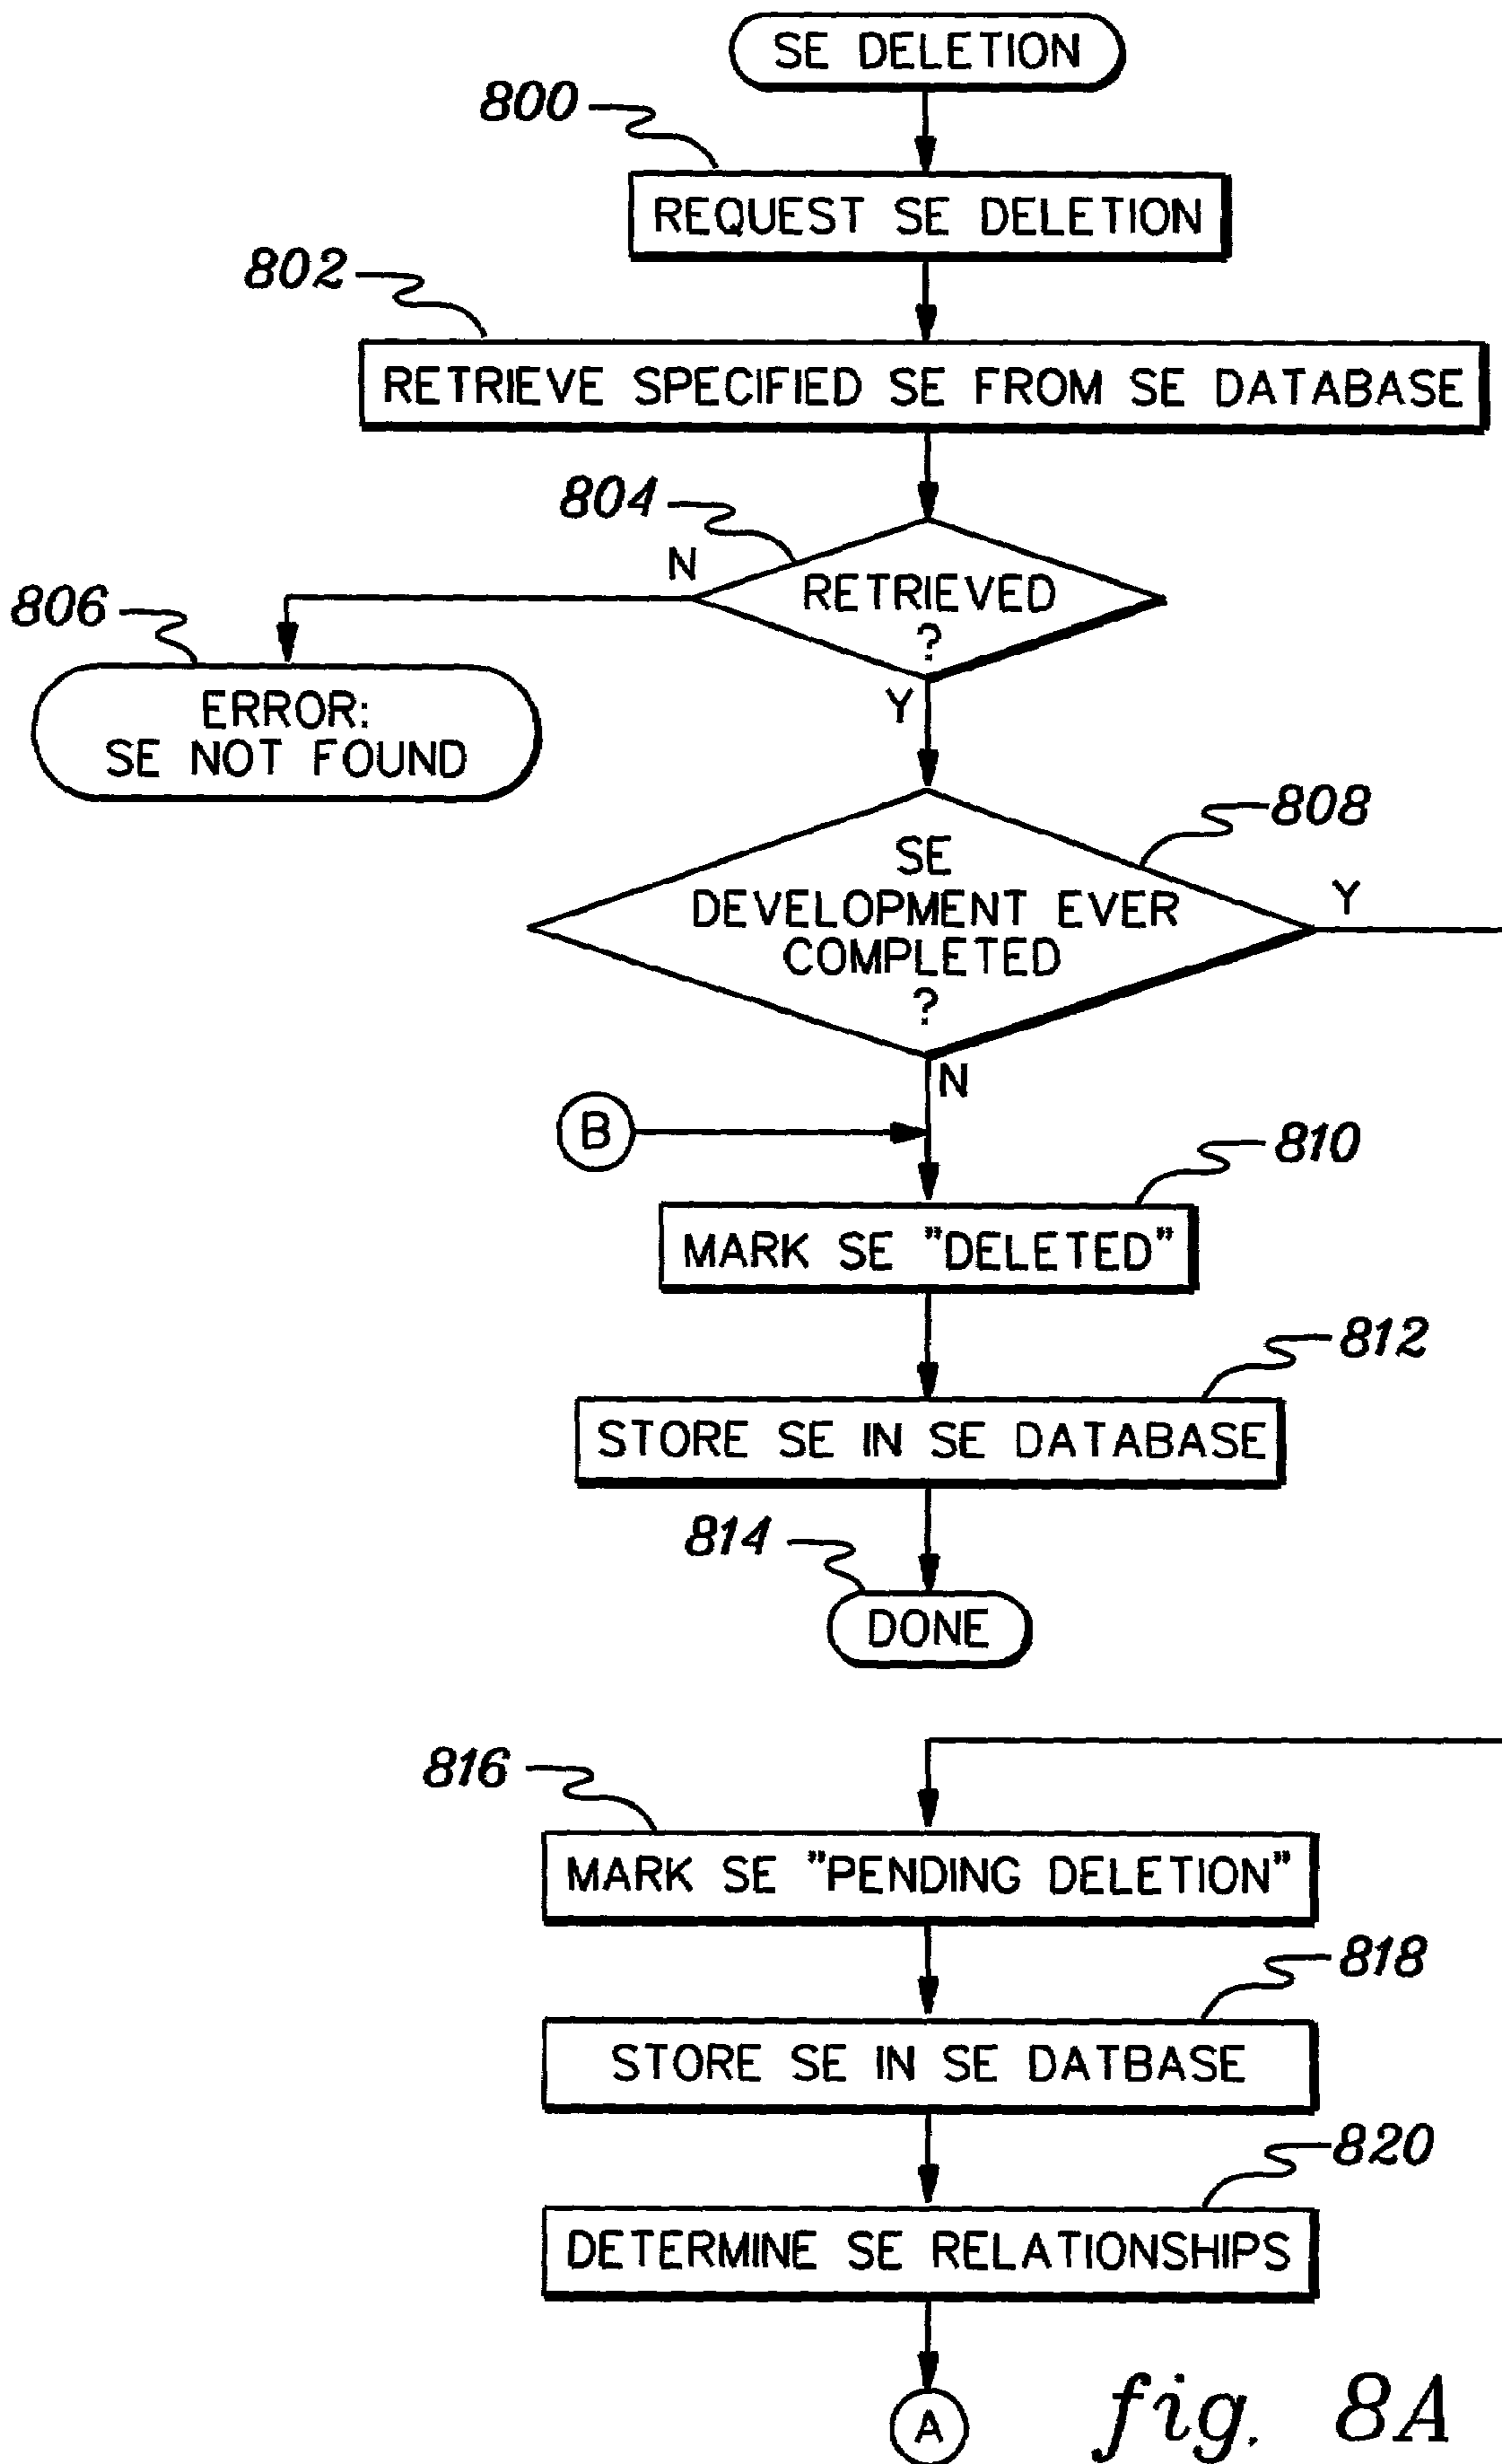 SE DELETION
800
REQUEST SE DELETION
802
RETRIEVE SPECIFIED SE FROM SE DATABASE
804
N
RETRIEVED
?
Y
806
ERROR:
SE NOT FOUND
808
SE
DEVELOPMENT EVER
COMPLETED
?
Y
N
B
810
MARK SE "DELETED"
812
STORE SE IN SE DATABASE
814
DONE
816
MARK SE "PENDING DELETION"
818
STORE SE IN SE DATBASE
820
DETERMINE SE RELATIONSHIPS
A
fig. 8A